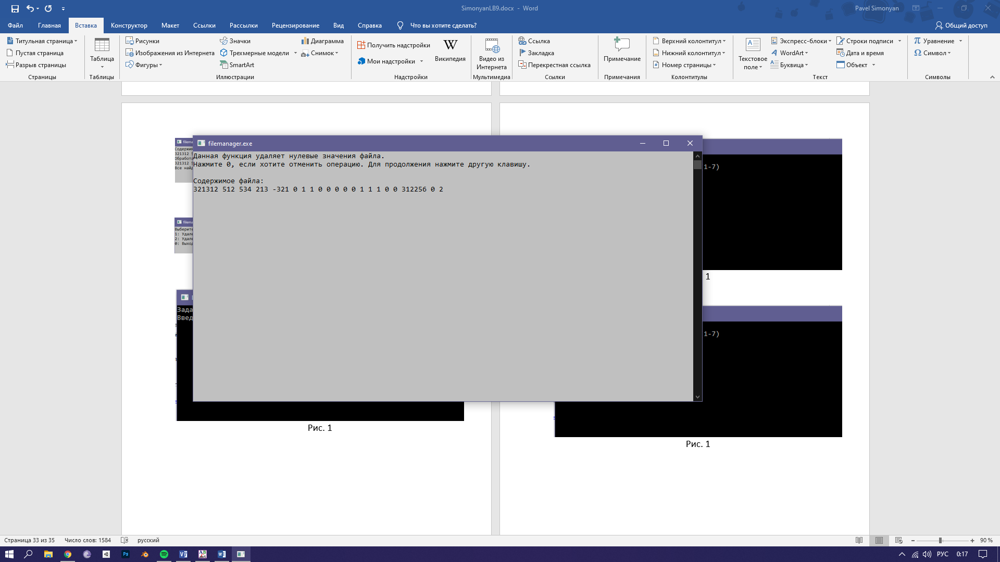 SimonyanLB9.docx - Word
Pavel Simonyan
Файл Главная Вставка Конструктор Макет Ссылки Рассылки Рецензирование Вид Справка Что вы хотите сделать? Общий доступ
Титульная страница
Пустая страница
Разрыв страницы
Страницы
Таблица
Таблицы
Рисунки
Изображения из Интернета
Фигуры
Значки
Трехмерные модели
SmartArt
Диаграмма
Снимок
Иллюстрации
Получить надстройки
Мои надстройки
Википедия
Надстройки
Видео из
Интернета
Мультимедиа
Ссылка
Закладка
Перекрестная ссылка
Ссылки
Примечание
Примечания
Верхний колонтитул
Нижний колонтитул
Номер страницы
Колонтитулы
Текстовое
поле
Экспресс-блоки
WordArt
Буквица
Строки подписи
Дата и время
Объект
Текст
Уравнение
Символ
Символы
filemanager.exe
Данная функция удаляет нулевые значения файла.
Нажмите 0, если хотите отменить операцию. Для продолжения нажмите другую клавишу.
Содержимое файла:
321312 512 534 213 -321 0 1 1 0 0 0 0 0 1 1 1 0 0 312256 0 2
321312
321312
0:
1-7)
1
1-7)
Рис. 1
Рис. 1
Страница 33 из 35 Число слов: 1584 русский
90 %
РУС 0:17